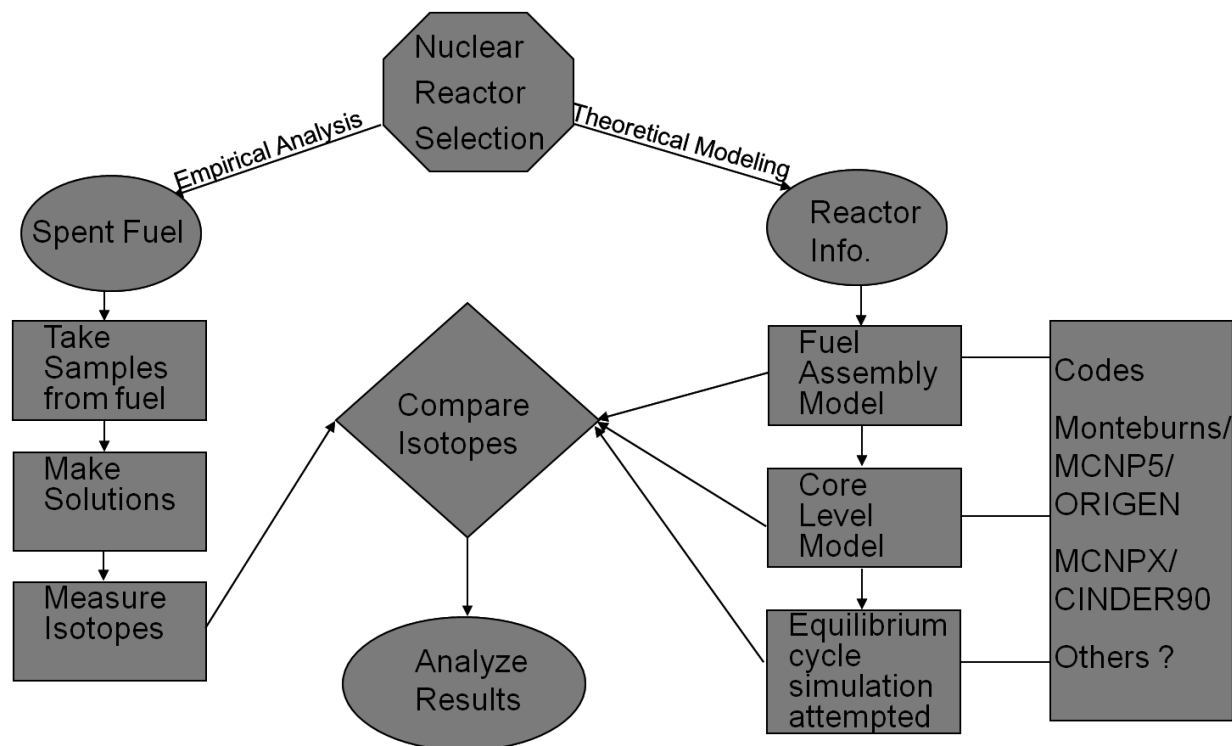 Nuclear
Reactor
Selection
Empirical Analysis
Theoretical Modeling
Spent Fuel
Reactor
Info.
Take
Samples
from fuel
Make
Solutions
Measure
Isotopes
Compare
Isotopes
Analyze
Results
Fuel
Assembly
Model
Core
Level
Model
Equilibrium
cycle
simulation
attempted
Codes
Monteburns/
MCNP5/
ORIGEN
MCNPX/
CINDER90
Others ?